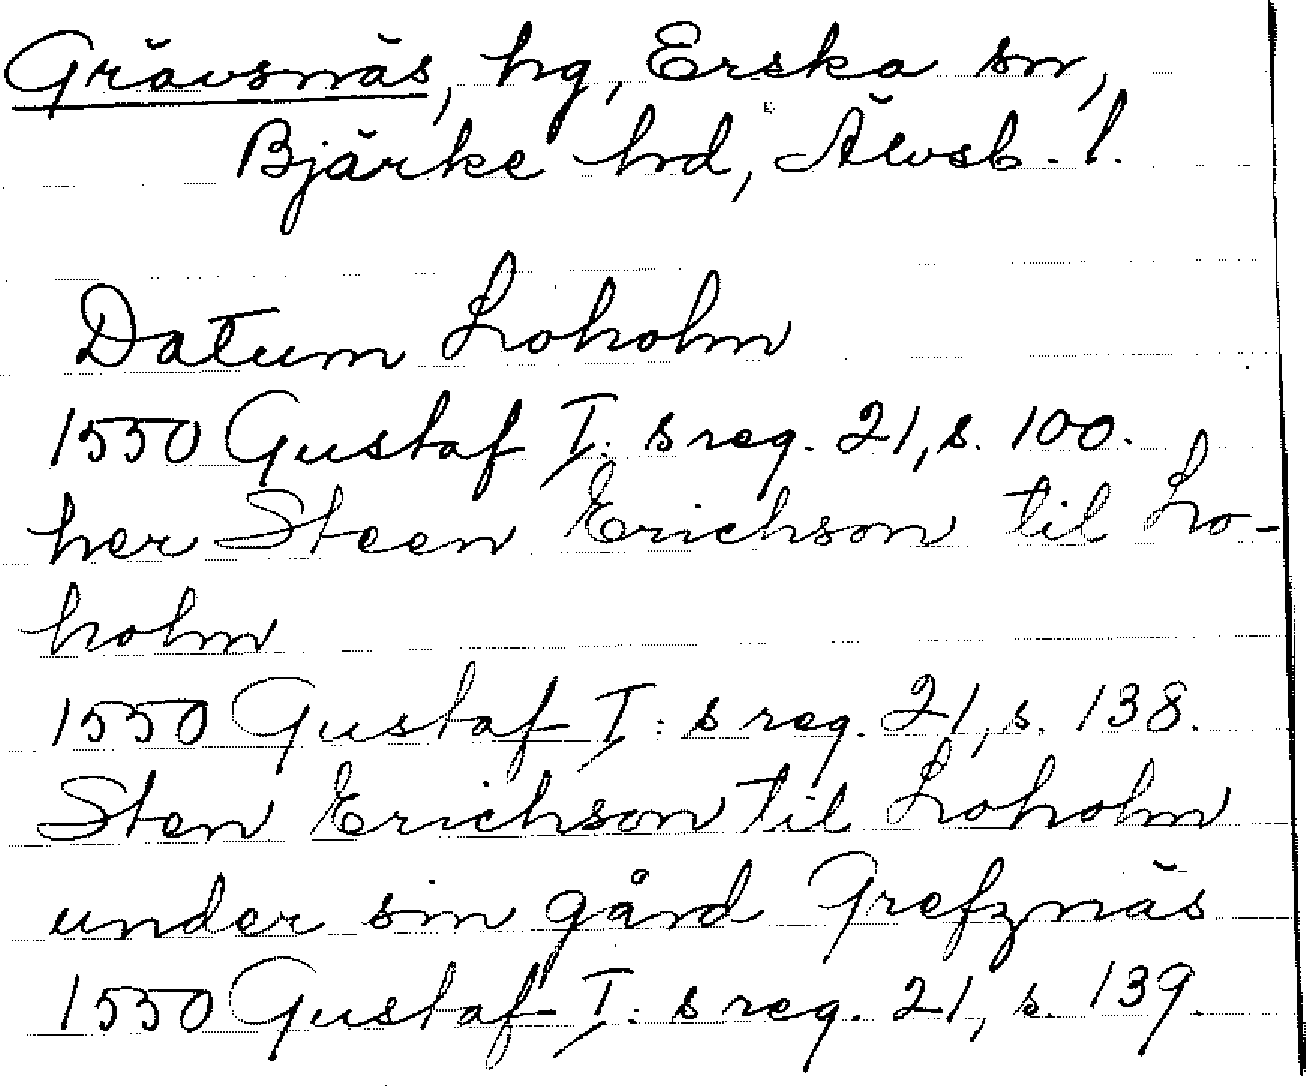 Grävsnäs, hg, Erska sn,
Bjärke hd, Älvsb. l.
Datum Loholm
1550 Gustaf I: s reg. 21, s. 100.
her Steen Erichson til Lo-
holm
1550 Gustaf I: s reg. 21, s. 138.
Sten Erichson til Loholm
under sin gård Grefznäs
1550 Gustaf I: s reg. 21, s. 139.